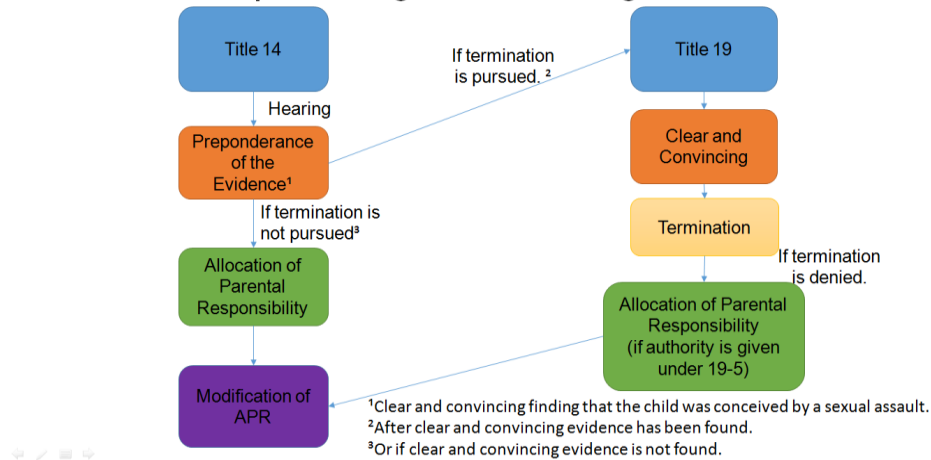 Title 14
Hearing
Preponderance
of the
Evidence¹
If termination is
not pursued³
Allocation of
Parental
Responsibility
Modification of
APR
If termination
is pursued. ²
Title 19
Clear and
Convincing
Termination
If termination
is denied.
Allocation of Parental
Responsibility
(if authority is given
under 19-5)
¹Clear and convincing finding that the child was conceived by a sexual assault.
²After clear and convincing evidence has been found.
³Or if clear and convincing evidence is not found.